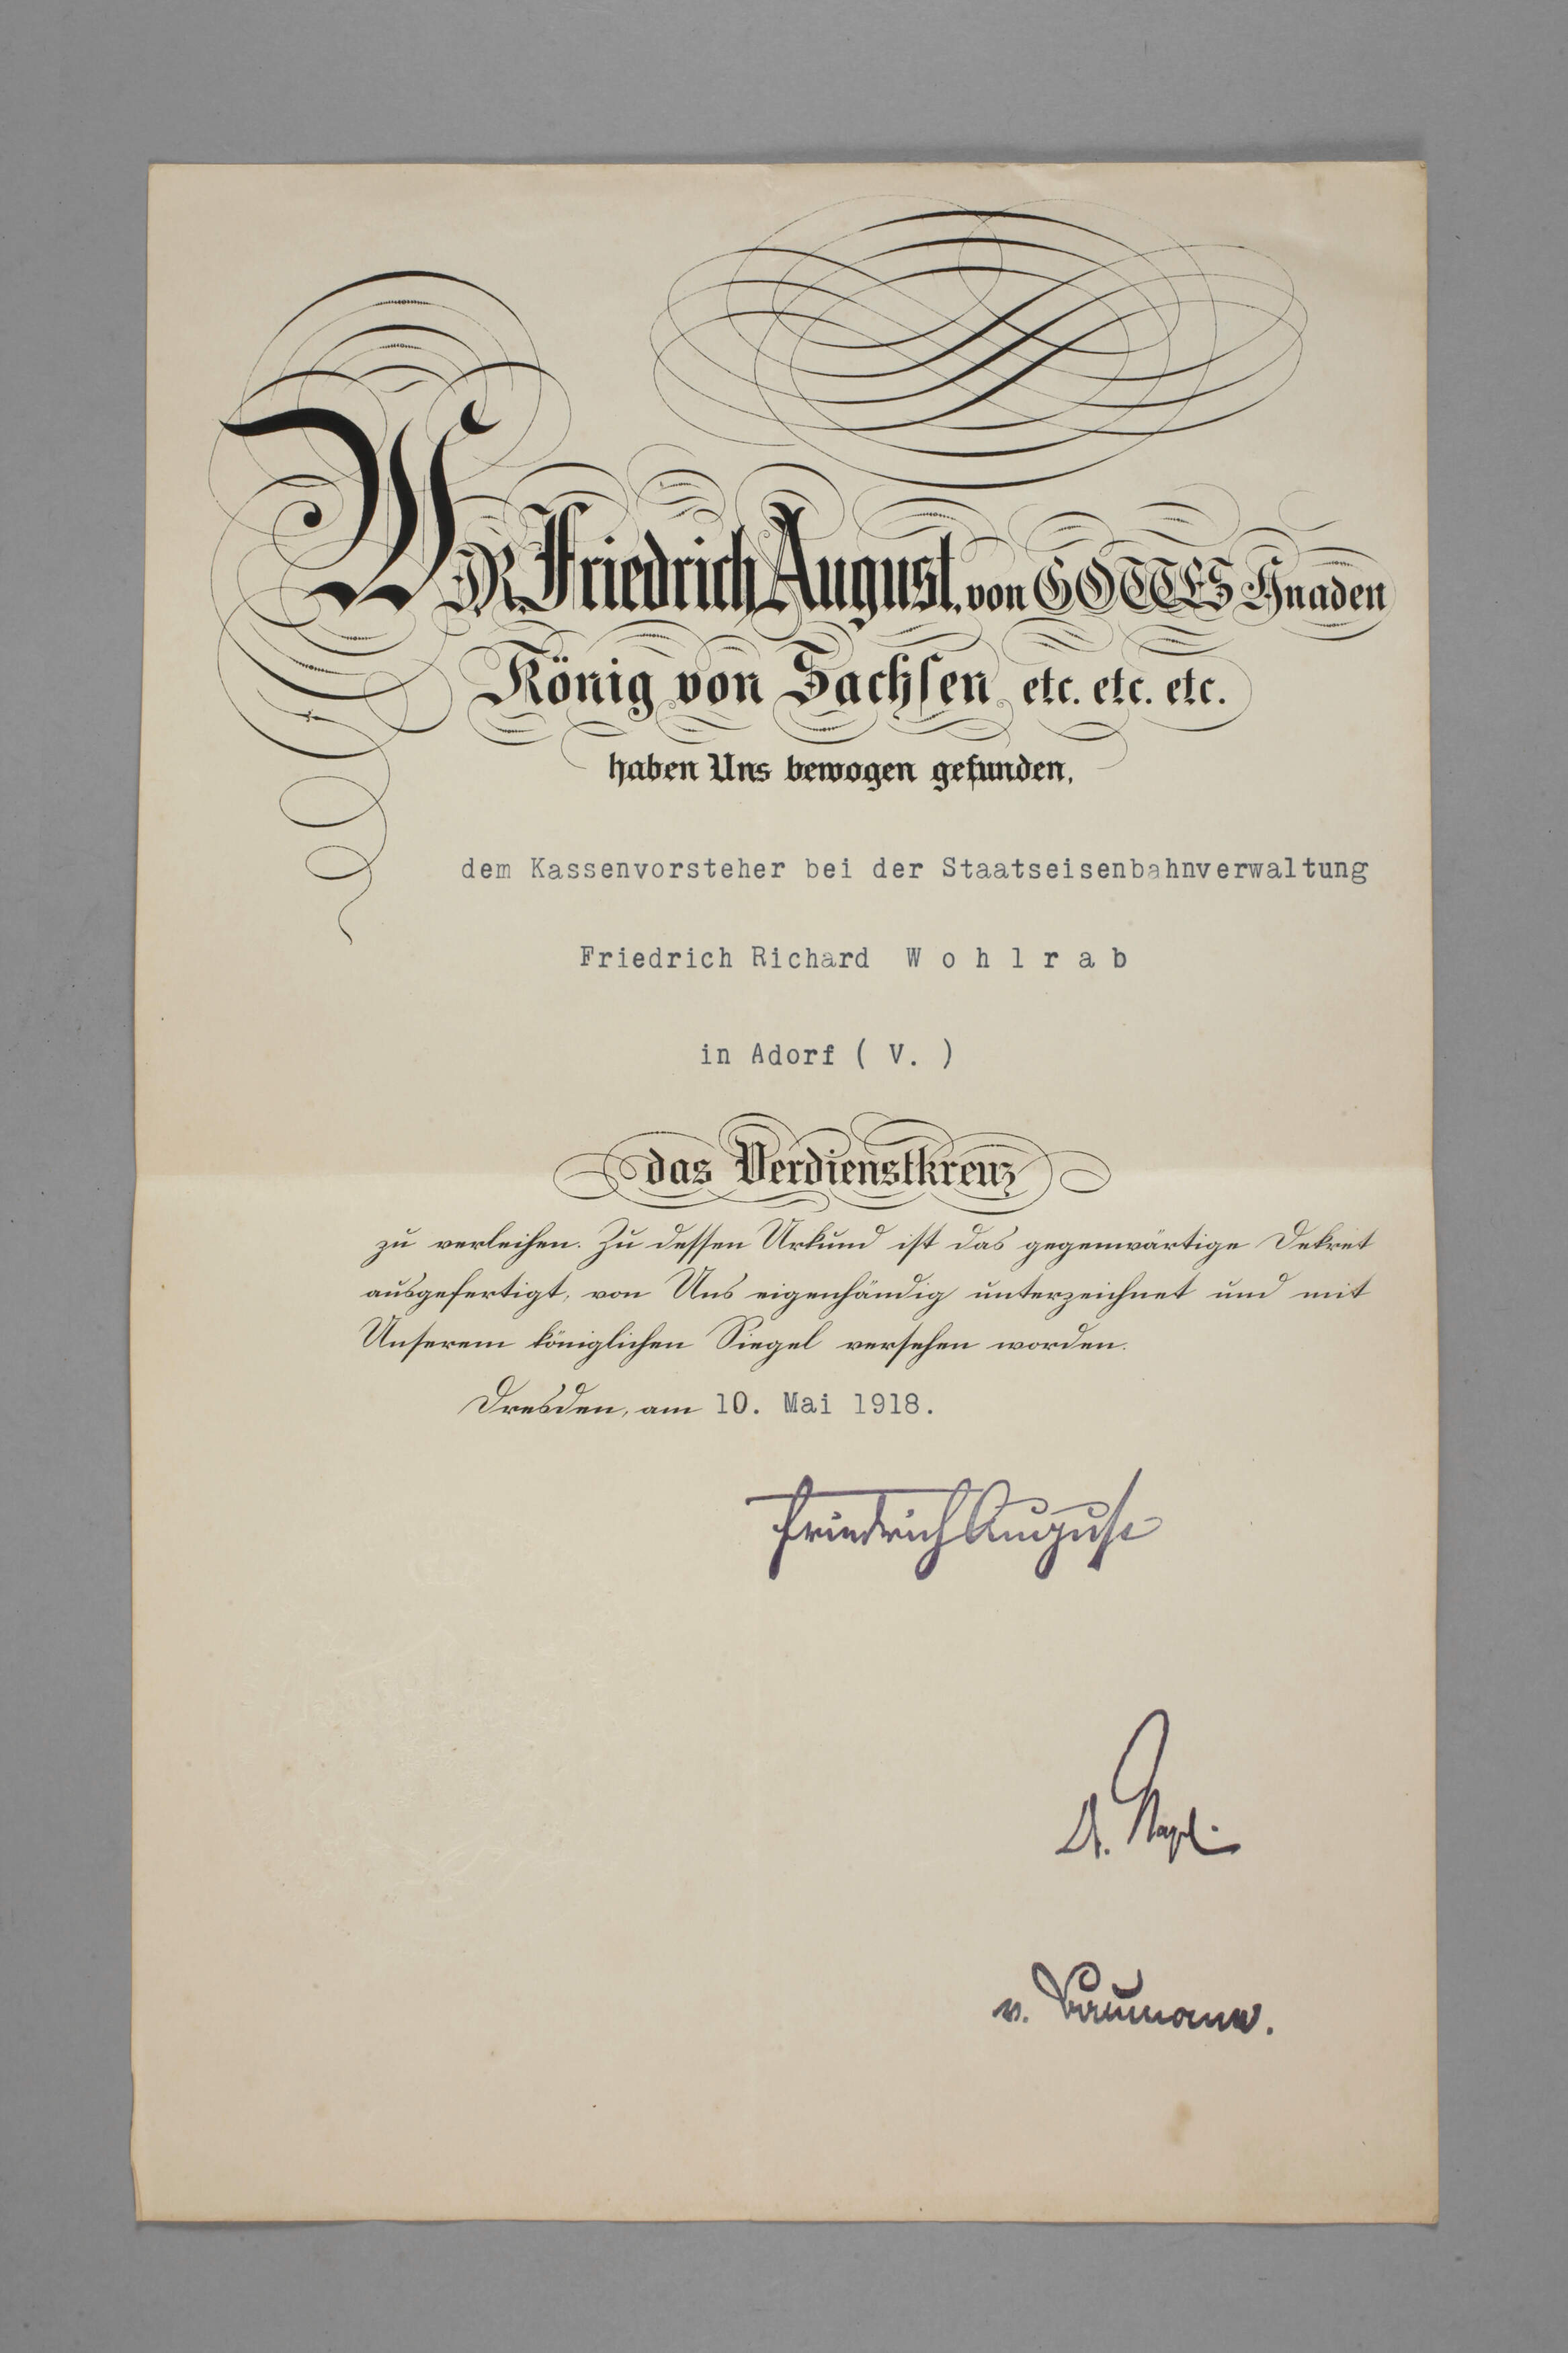 WIR Friedrich August, von GOTTES Gnaden
König von Sachsen etc. etc. etc.
haben Uns bewogen gefunden,
dem Kassenvorsteher bei der Staatseisenbahnverwaltung
Friedrich Richard W o h l r a b
in Adorf ( V. )
das Verdienstkreuz
zu verleihen. Zu dessen Urkund ist das gegenwärtige Dekret
ausgefertigt, von Uns eigenhändig unterzeichnet und mit
Unserem königlichen Siegel versehen worden.
Dresden, am 10. Mai 1918.
Friedrich August
Dr.
v. Baumann.